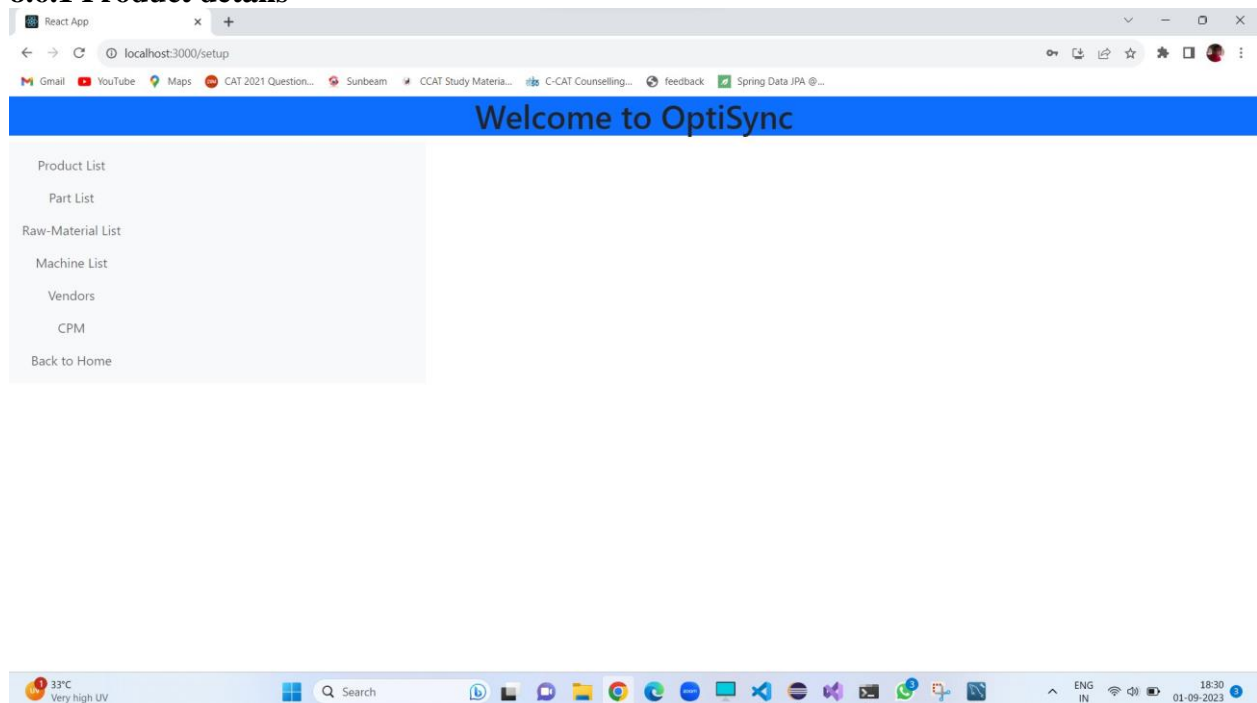 React App
localhost:3000/setup
Gmail YouTube Maps CAT 2021 Question... Sunbeam CCAT Study Materia... C-CAT Counselling... feedback Spring Data JPA @...
Welcome to OptiSync
Product List
Part List
Raw-Material List
Machine List
Vendors
CPM
Back to Home
33°C
Very high UV
Search
ENG
IN
18:30
01-09-2023